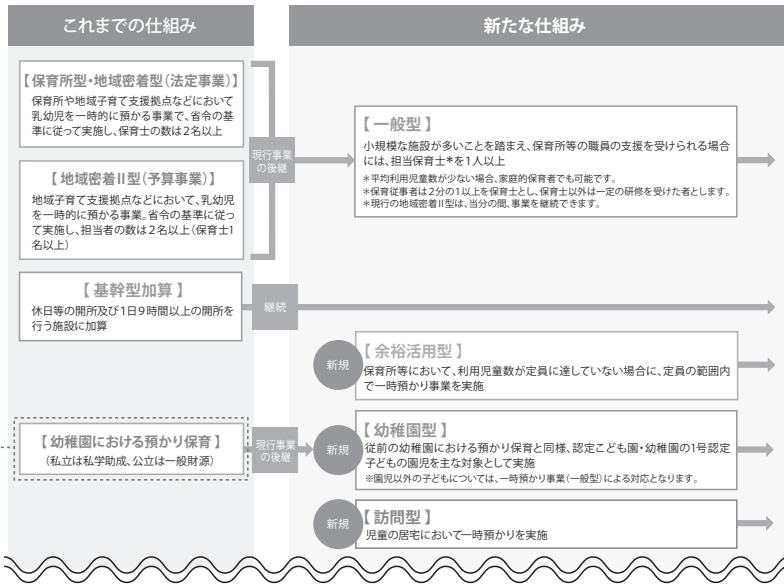 これまでの仕組み
新たな仕組み
【 保育所型・地域密着型（法定事業）】
保育所や地域子育て支援拠点などにおいて
乳幼児を一時的に預かる事業で、省令の基
準に従って実施し、保育士の数は2名以上
【 地域密着Ⅱ型（予算事業）】
地域子育て支援拠点などにおいて、乳幼児
を一時的に預かる事業。省令の基準に従っ
て実施し、担当者の数は2名以上（保育士1
名以上）
現行事業
の後継
【 一般型 】
小規模な施設が多いことを踏まえ、保育所等の職員の支援を受けられる場合
には、担当保育士＊を1人以上
＊平均利用児童数が少ない場合、家庭的保育者でも可能です。
＊保育従事者は2分の1以上を保育士とし、保育士以外は一定の研修を受けた者とします。
＊現行の地域密着Ⅱ型は、当分の間、事業を継続できます。
【 基幹型加算 】
休日等の開所及び1日9時間以上の開所を
行う施設に加算
継続
新規
【 余裕活用型 】
保育所等において、利用児童数が定員に達していない場合に、定員の範囲内
で一時預かり事業を実施
【 幼稚園における預かり保育 】
（私立は私学助成、公立は一般財源）
現行事業
の後継
新規
【 幼稚園型 】
従前の幼稚園における預かり保育と同様、認定こども園・幼稚園の1号認定
子どもの園児を主な対象として実施
※園児以外の子どもについては、一時預かり事業（一般型）による対応となります。
新規
【 訪問型 】
児童の居宅において一時預かりを実施